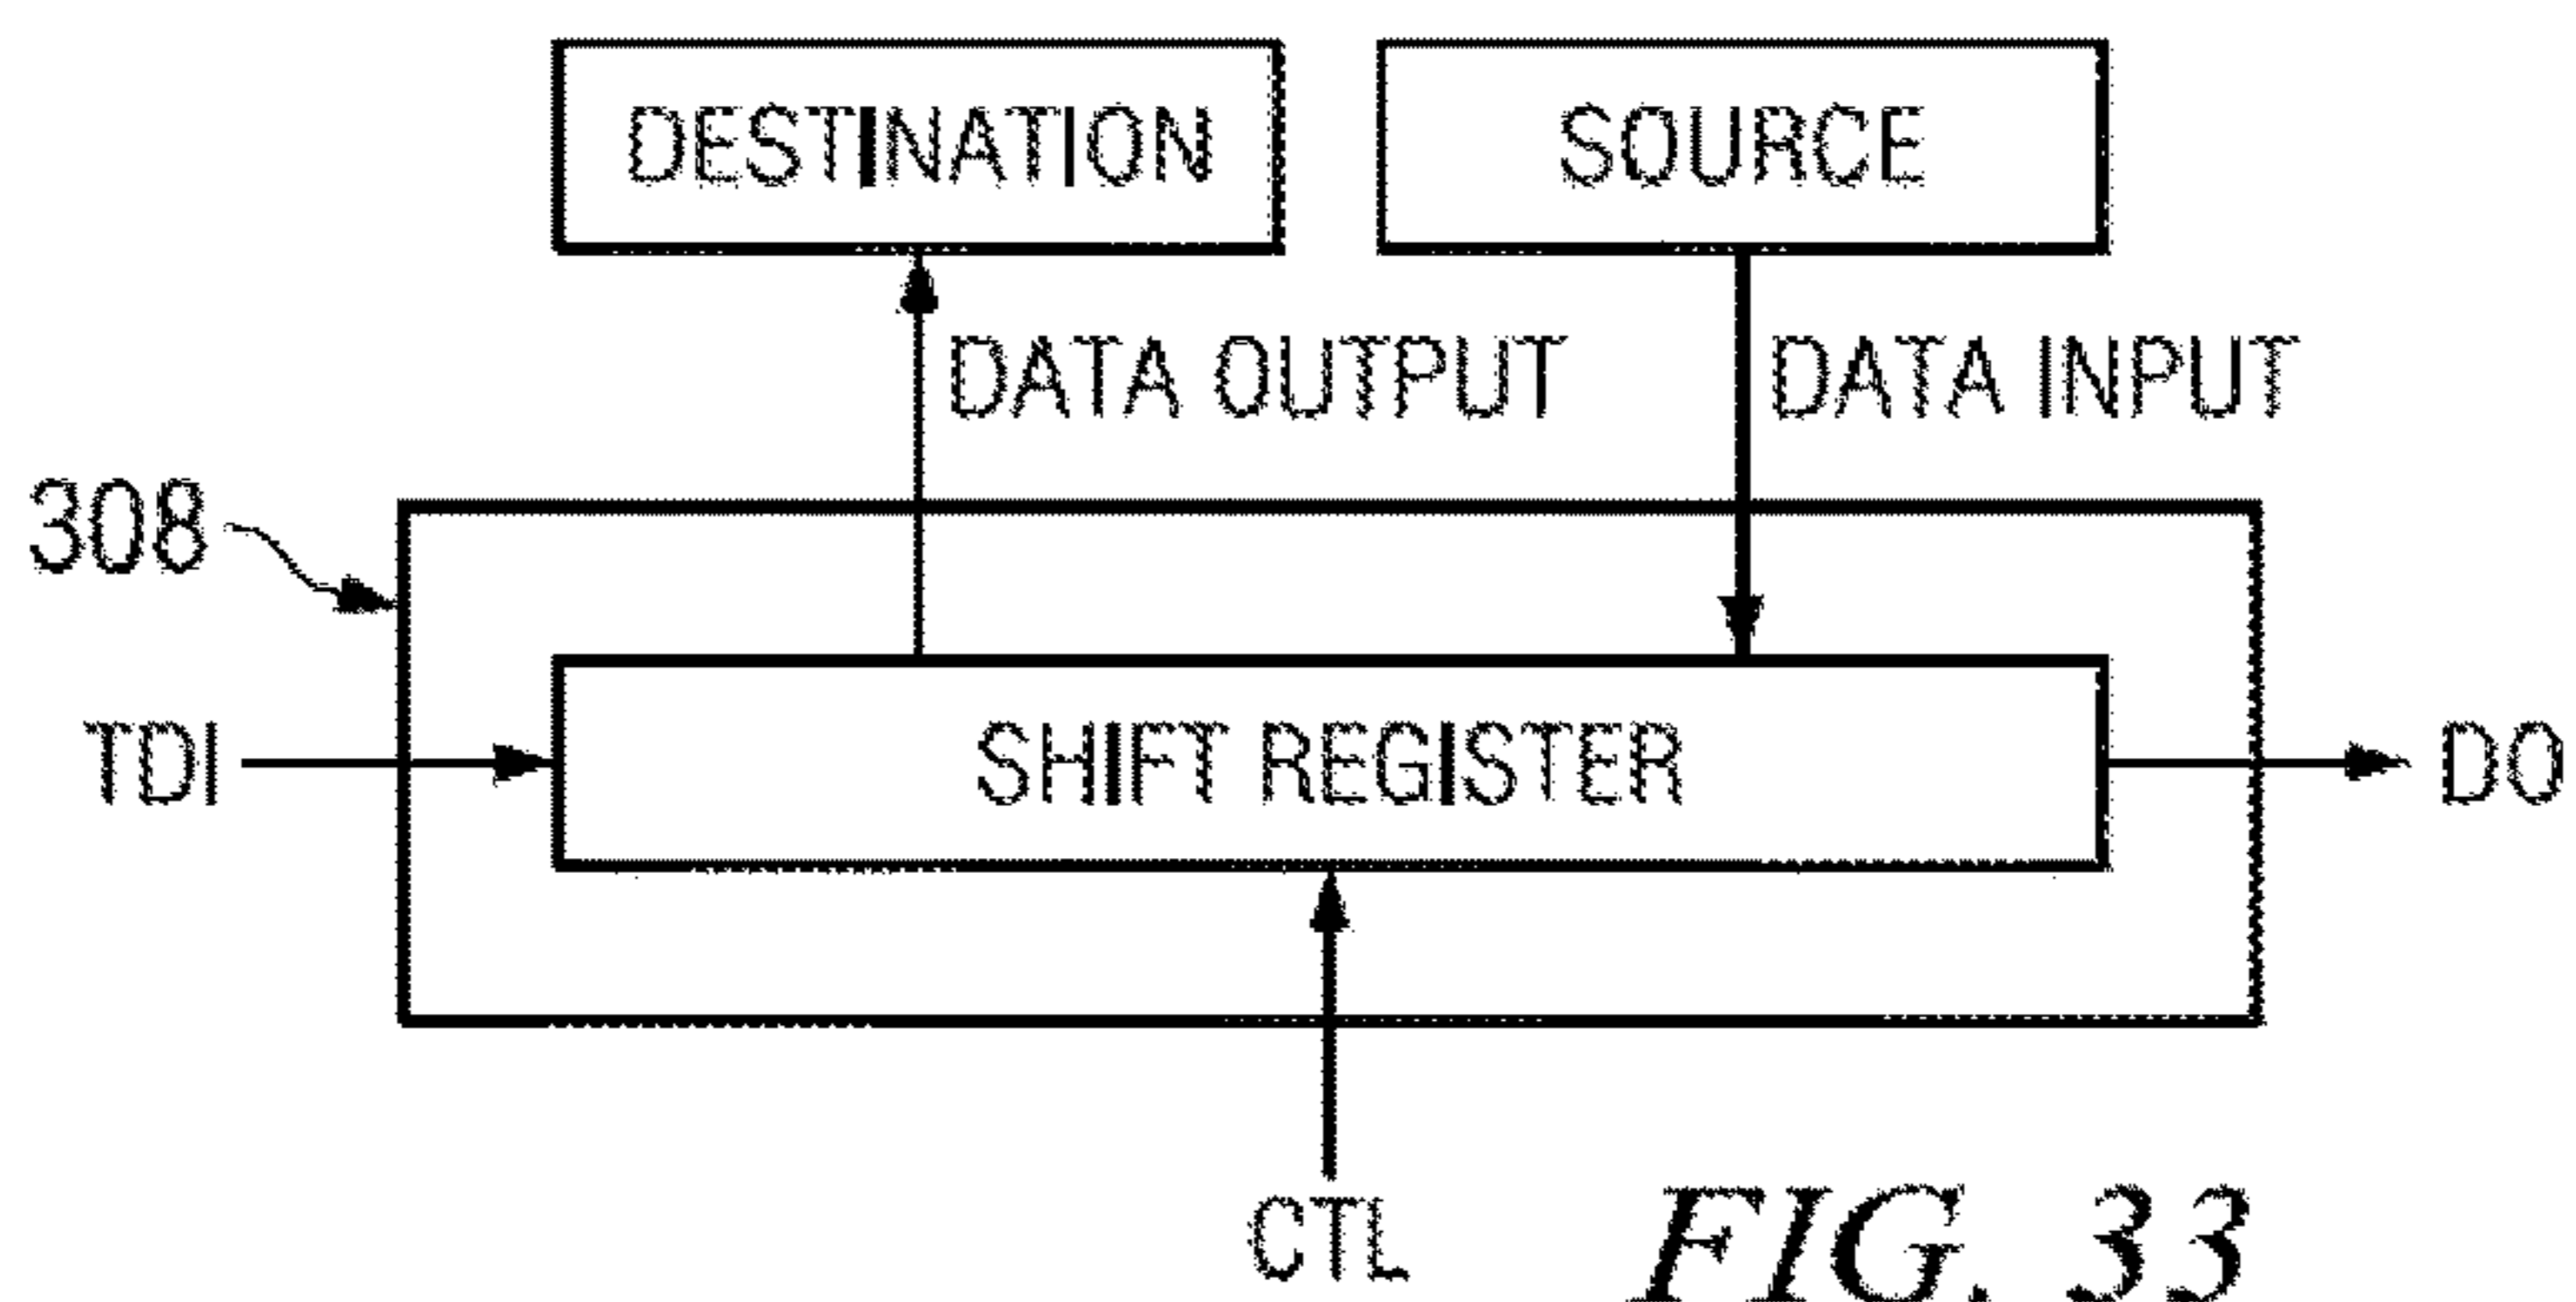 DESTINATION
SOURCE
DATA OUTPUT
DATA INPUT
308
TDI
SHIFT REGISTER
DO
CTL
FIG. 33